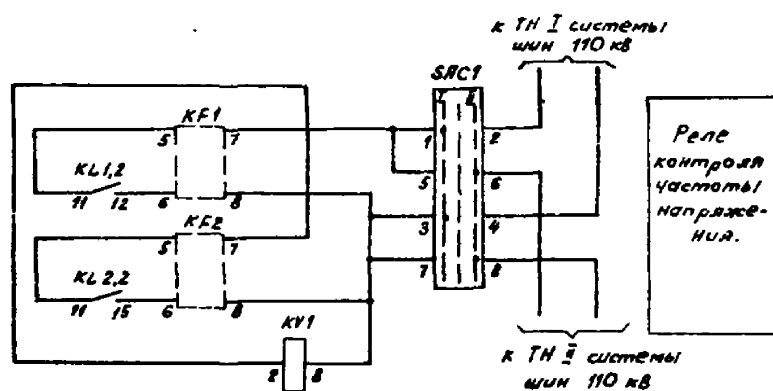 к ТН I системы
шин 110 кв
SAC1
I II
KF1
5 7
1 2
KL1,2
11 12 6 8
5 6
KF2
5 7
3 4
KL2,2
11 15 6 8
7 8
KV1
2 8
Реле
контроля
частоты
напряже-
ния.
к ТН II системы
шин 110 кв